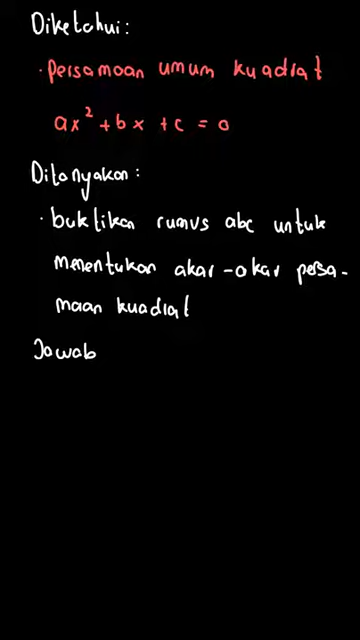 Diketahui:
· Persamaan umum kuadrat
ax² + bx + c = 0
Ditanyakan:
· buktikan rumus abc untuk
menentukan akar-akar persa-
maan kuadrat
Jawab